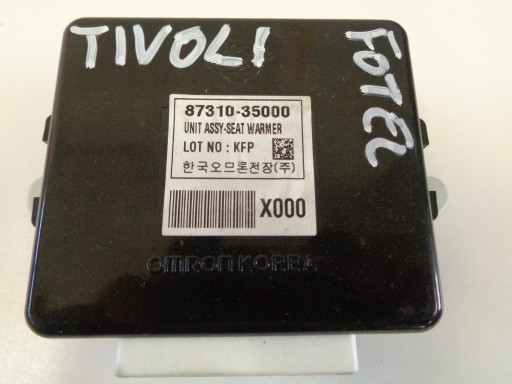 TIVOLI
FOTEL
87310-35000
UNIT ASSY-SEAT WARMER
LOT NO : KFP
한국오므론전장(주)
X000
OMRON KOREA